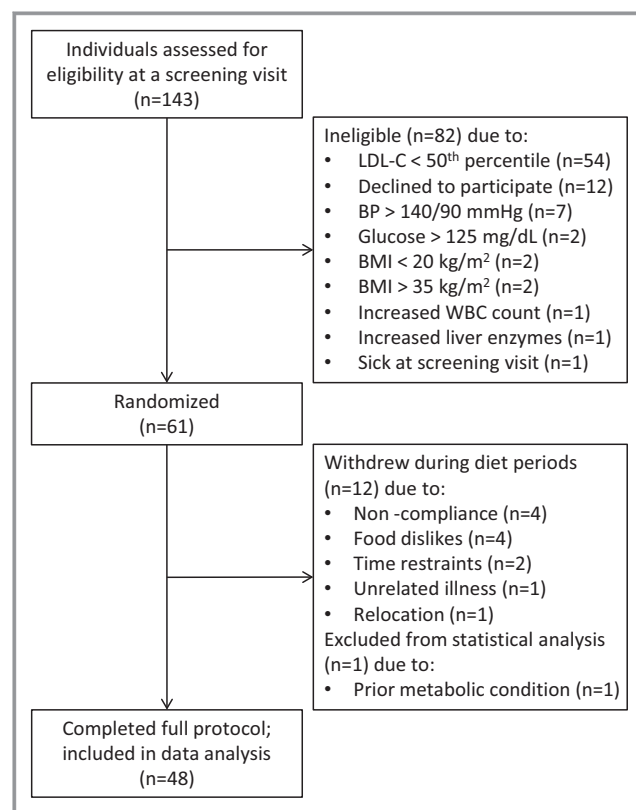 Individuals assessed for
eligibility at a screening visit
(n=143)
Ineligible (n=82) due to:
• LDL-C < 50th percentile (n=54)
• Declined to participate (n=12)
• BP > 140/90 mmHg (n=7)
• Glucose > 125 mg/dL (n=2)
• BMI < 20 kg/m² (n=2)
• BMI > 35 kg/m² (n=2)
• Increased WBC count (n=1)
• Increased liver enzymes (n=1)
• Sick at screening visit (n=1)
Randomized
(n=61)
Withdrew during diet periods
(n=12) due to:
• Non -compliance (n=4)
• Food dislikes (n=4)
• Time restraints (n=2)
• Unrelated illness (n=1)
• Relocation (n=1)
Excluded from statistical analysis
(n=1) due to:
• Prior metabolic condition (n=1)
Completed full protocol;
included in data analysis
(n=48)